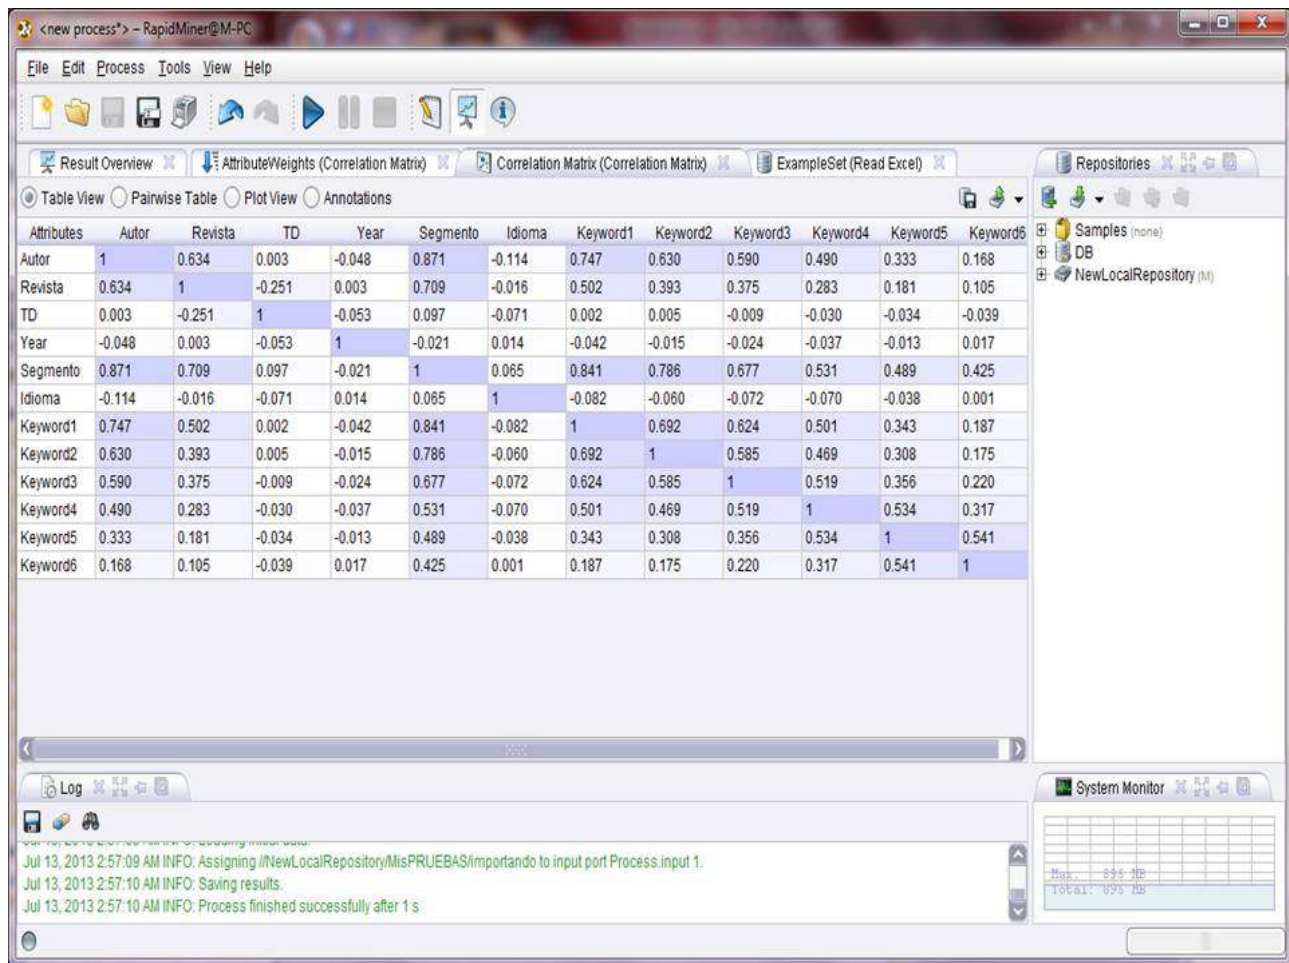 <new process*> – RapidMiner@M-PC
File Edit Process Tools View Help
Result Overview AttributeWeights (Correlation Matrix) Correlation Matrix (Correlation Matrix) ExampleSet (Read Excel) Repositories
Table View Pairwise Table Plot View Annotations
Attributes Autor Revista TD Year Segmento Idioma Keyword1 Keyword2 Keyword3 Keyword4 Keyword5 Keyword6
Autor 1 0.634 0.003 -0.048 0.871 -0.114 0.747 0.630 0.590 0.490 0.333 0.168
Revista 0.634 1 -0.251 0.003 0.709 -0.016 0.502 0.393 0.375 0.283 0.181 0.105
TD 0.003 -0.251 1 -0.053 0.097 -0.071 0.002 0.005 -0.009 -0.030 -0.034 -0.039
Year -0.048 0.003 -0.053 1 -0.021 0.014 -0.042 -0.015 -0.024 -0.037 -0.013 0.017
Segmento 0.871 0.709 0.097 -0.021 1 0.065 0.841 0.786 0.677 0.531 0.489 0.425
Idioma -0.114 -0.016 -0.071 0.014 0.065 1 -0.082 -0.060 -0.072 -0.070 -0.038 0.001
Keyword1 0.747 0.502 0.002 -0.042 0.841 -0.082 1 0.692 0.624 0.501 0.343 0.187
Keyword2 0.630 0.393 0.005 -0.015 0.786 -0.060 0.692 1 0.585 0.469 0.308 0.175
Keyword3 0.590 0.375 -0.009 -0.024 0.677 -0.072 0.624 0.585 1 0.519 0.356 0.220
Keyword4 0.490 0.283 -0.030 -0.037 0.531 -0.070 0.501 0.469 0.519 1 0.534 0.317
Keyword5 0.333 0.181 -0.034 -0.013 0.489 -0.038 0.343 0.308 0.356 0.534 1 0.541
Keyword6 0.168 0.105 -0.039 0.017 0.425 0.001 0.187 0.175 0.220 0.317 0.541 1
Samples (none)
DB
NewLocalRepository (M)
Log
Jul 13, 2013 2:57:09 AM INFO: Assigning //NewLocalRepository/MisPRUEBAS/importando to input port Process.input 1.
Jul 13, 2013 2:57:10 AM INFO: Saving results.
Jul 13, 2013 2:57:10 AM INFO: Process finished successfully after 1 s
System Monitor
Max: 895 MB
Total: 895 MB